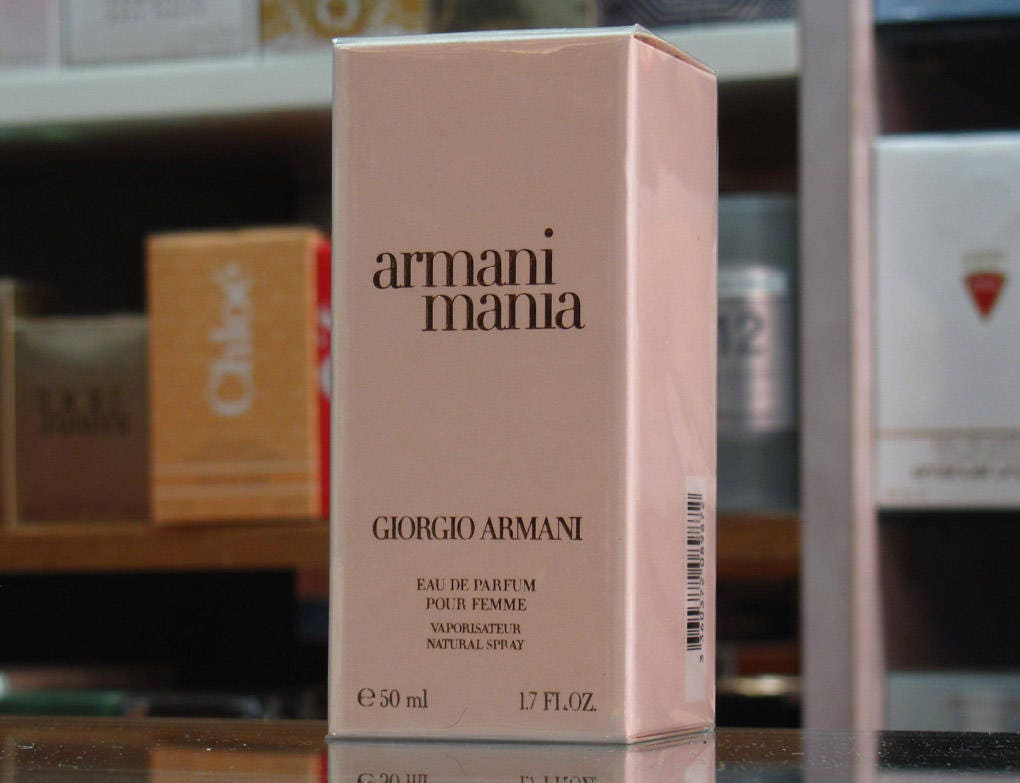 armani
mania
GIORGIO ARMANI
EAU DE PARFUM
POUR FEMME
VAPORISATEUR
NATURAL SPRAY
e 50 ml
1.7 FL.OZ.
Chloé
12